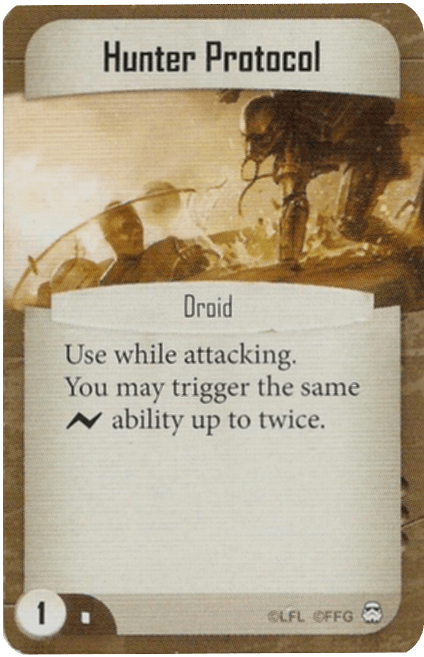 Hunter Protocol
Droid
Use while attacking.
You may trigger the same
ability up to twice.
1
©LFL ©FFG